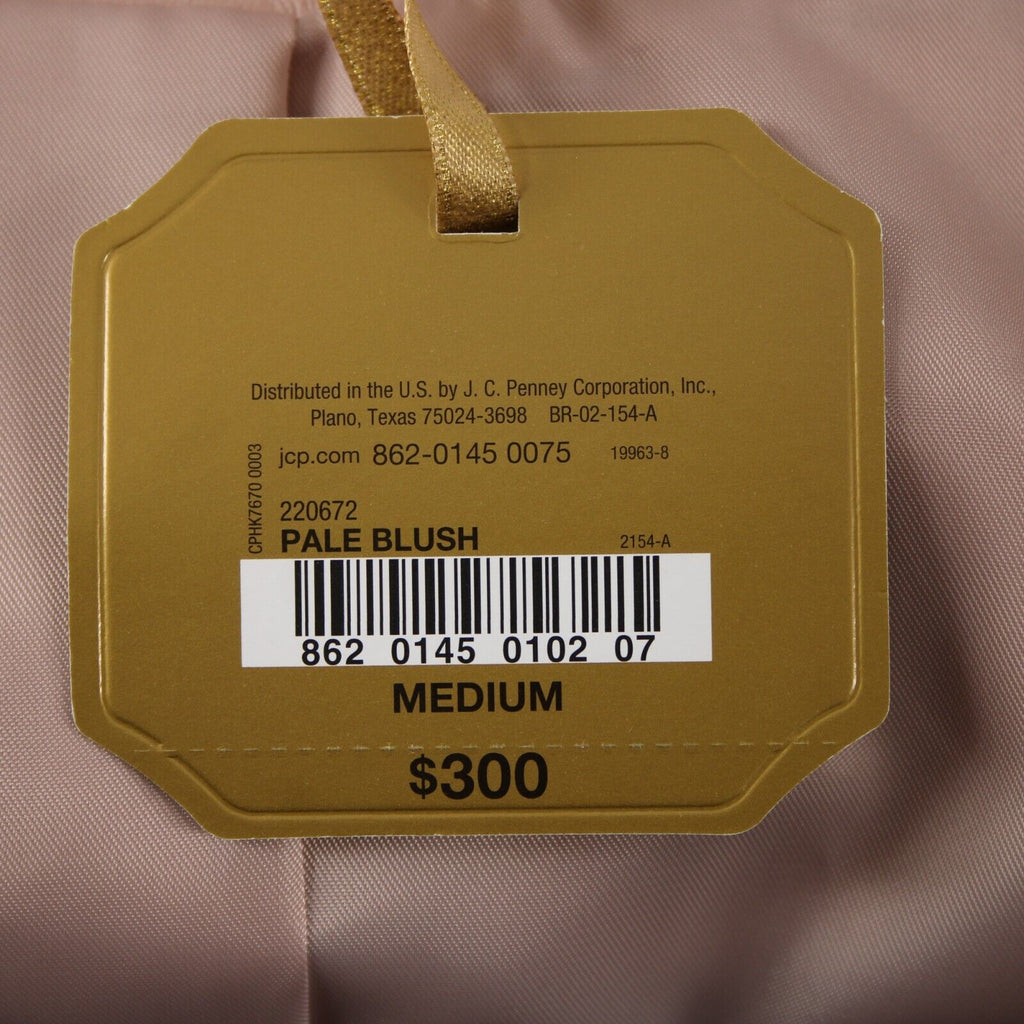 Distributed in the U.S. by J. C. Penney Corporation, Inc.,
Plano, Texas 75024-3698 BR-02-154-A
jcp.com 862-0145 0075 19963-8
CPHK7670 0003
220672
PALE BLUSH 2154-A
862 0145 0102 07
MEDIUM
$300